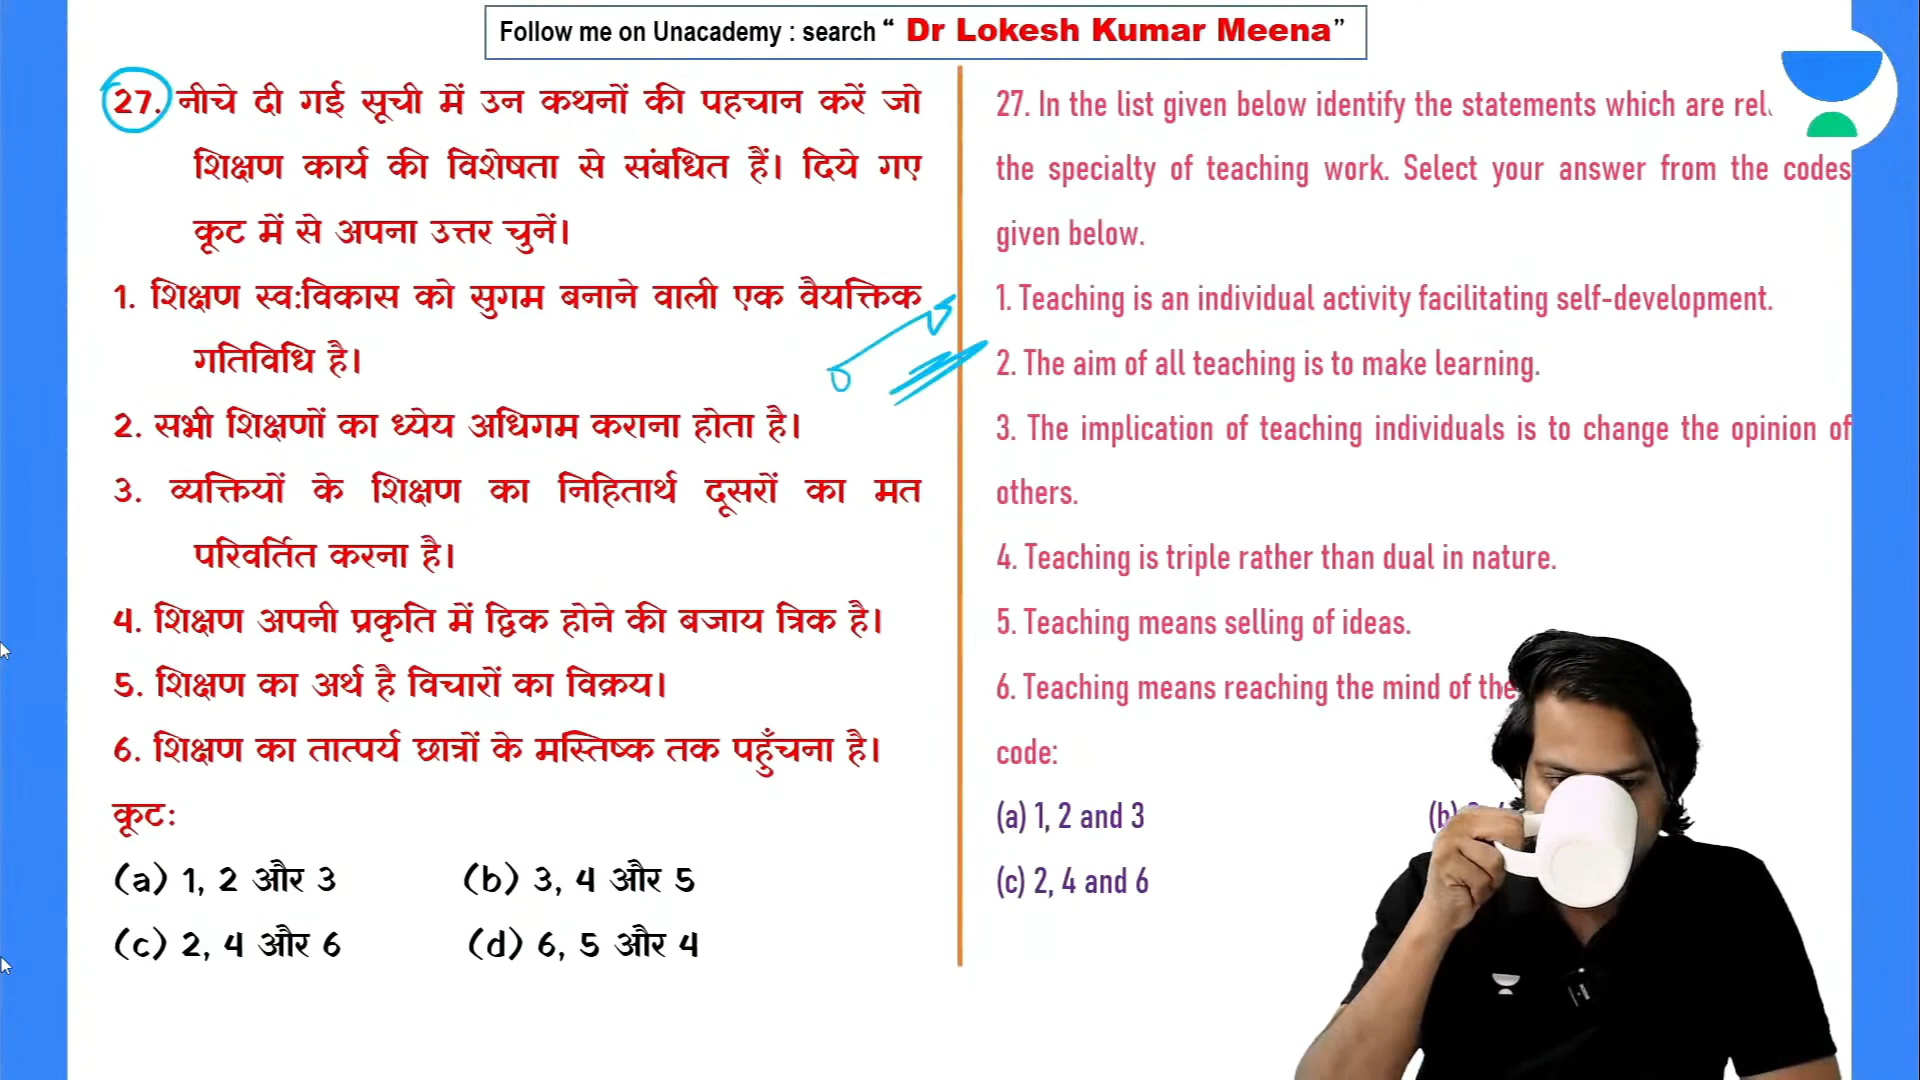 Follow me on Unacademy : search “ Dr Lokesh Kumar Meena”
27. नीचे दी गई सूची में उन कथनों की पहचान करें जो
शिक्षण कार्य की विशेषता से संबधित हैं। दिये गए
कूट में से अपना उत्तर चुनें।
1. शिक्षण स्व:विकास को सुगम बनाने वाली एक वैयक्तिक
गतिविधि है।
2. सभी शिक्षणों का ध्येय अधिगम कराना होता है।
3. व्यक्तियों के शिक्षण का निहितार्थ दूसरों का मत
परिवर्तित करना है।
4. शिक्षण अपनी प्रकृति में द्विक होने की बजाय त्रिक है।
5. शिक्षण का अर्थ है विचारों का विक्रय।
6. शिक्षण का तात्पर्य छात्रों के मस्तिष्क तक पहुँचना है।
कूट:
(a) 1, 2 और 3 (b) 3, 4 और 5
(c) 2, 4 और 6 (d) 6, 5 और 4
27. In the list given below identify the statements which are
the specialty of teaching work. Select your answer from the codes
given below.
1. Teaching is an individual activity facilitating self-development.
2. The aim of all teaching is to make learning.
3. The implication of teaching individuals is to change the opinion of
others.
4. Teaching is triple rather than dual in nature.
5. Teaching means selling of ideas.
6. Teaching means reaching the mind of the
code:
(a) 1, 2 and 3 (b)
(c) 2, 4 and 6